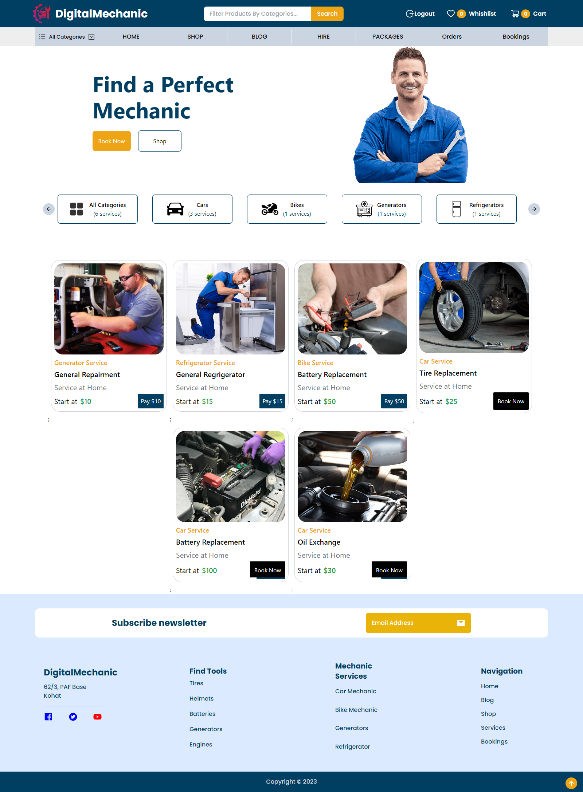 DigitalMechanic
Filter Products By Categories...
Search
Logout
0
Whishlist
0
Cart
All Categories
HOME
SHOP
BLOG
HIRE
PACKAGES
Orders
Bookings
Find a Perfect
Mechanic
Book Now
Shop
All Categories
(6 services)
Cars
(3 services)
Bikes
(1 services)
Generators
(1 services)
Refrigerators
(1 services)
Generator Service
General Repairment
Service at Home
Start at $10
Pay $10
Refrigerator Service
General Regrigerator
Service at Home
Start at $15
Pay $15
Bike Service
Battery Replacement
Service at Home
Start at $50
Pay $50
Car Service
Tire Replacement
Service at Home
Start at $25
Book Now
;
;
;
;
Car Service
Battery Replacement
Service at Home
Start at $100
Book Now
Car Service
Oil Exchange
Service at Home
Start at $30
Book Now
;
Subscribe newsletter
Email Address
DigitalMechanic
62/3, PAF Base
Kohat
Find Tools
Tires
Helmets
Batteries
Generators
Engines
Mechanic
Services
Car Mechanic
Bike Mechanic
Generators
Refrigerator
Navigation
Home
Blog
Shop
Services
Bookings
Copyright © 2023